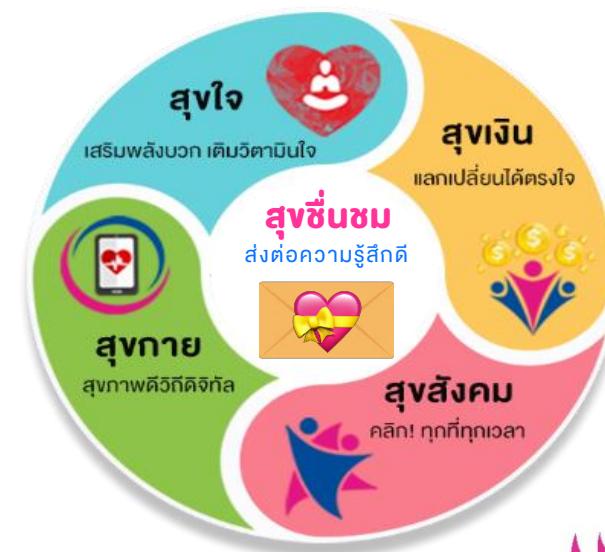 สุขใจ
เสริมพลังบวก เติมวิตามินใจ
สุขเงิน
แลกเปลี่ยนได้ตรงใจ
สุขชื่นชม
ส่งต่อความรู้สึกดี
สุขกาย
สุขภาพดีวิถีดิจิทัล
สุขสังคม
คลิก! ทุกที่ทุกเวลา